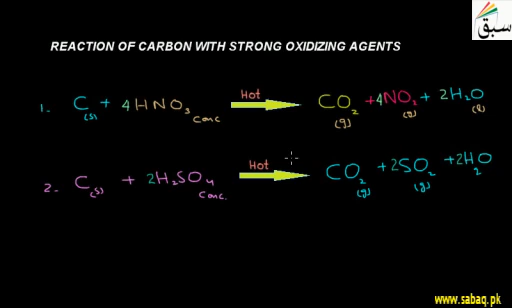 سبق
REACTION OF CARBON WITH STRONG OXIDIZING AGENTS
1. C(s) + 4HNO3 conc Hot CO2(g) + 4NO2(g) + 2H2O(l)
2. C(s) + 2H2SO4 conc. Hot CO2(g) + 2SO2(g) + 2H2O
www.sabaq.pk